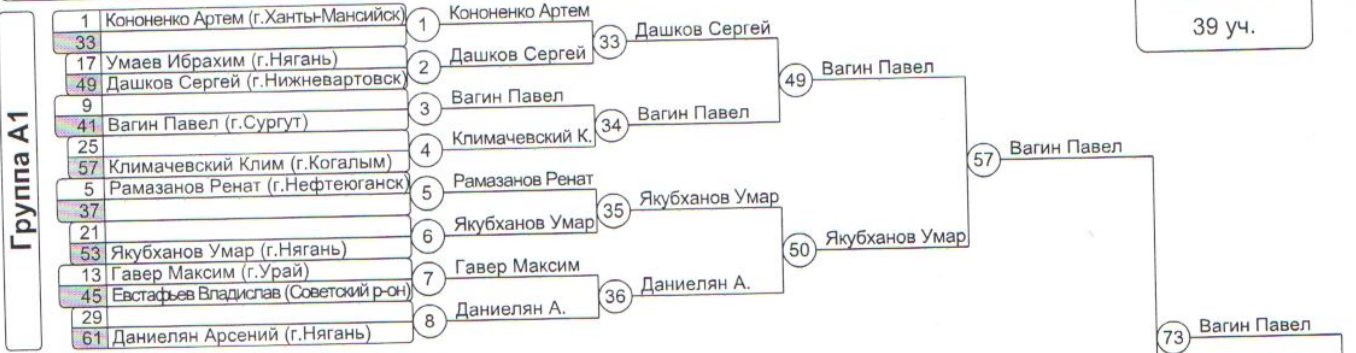 39 уч.
Группа А1
1 Кононенко Артем (г.Ханты-Мансийск)
33
17 Умаев Ибрахим (г.Нягань)
49 Дашков Сергей (г.Нижневартовск)
9
41 Вагин Павел (г.Сургут)
25
57 Климачевский Клим (г.Когалым)
5 Рамазанов Ренат (г.Нефтеюганск)
37
21
53 Якубханов Умар (г.Нягань)
13 Гавер Максим (г.Урай)
45 Евстафьев Владислав (Советский р-он)
29
61 Даниелян Арсений (г.Нягань)
1 Кононенко Артем
2 Дашков Сергей
3 Вагин Павел
4 Климачевский К.
5 Рамазанов Ренат
6 Якубханов Умар
7 Гавер Максим
8 Даниелян А.
33 Дашков Сергей
34 Вагин Павел
35 Якубханов Умар
36 Даниелян А.
49 Вагин Павел
50 Якубханов Умар
57 Вагин Павел
73 Вагин Павел